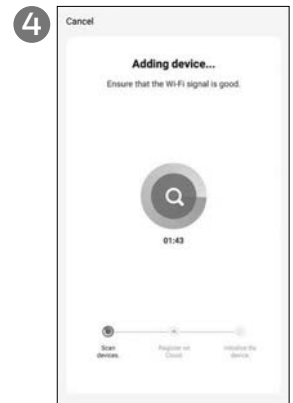 4
Cancel
Adding device...
Ensure that the Wi-Fi signal is good.
01:43
Scan
devices.
Register on
Cloud.
Initialize the
device.